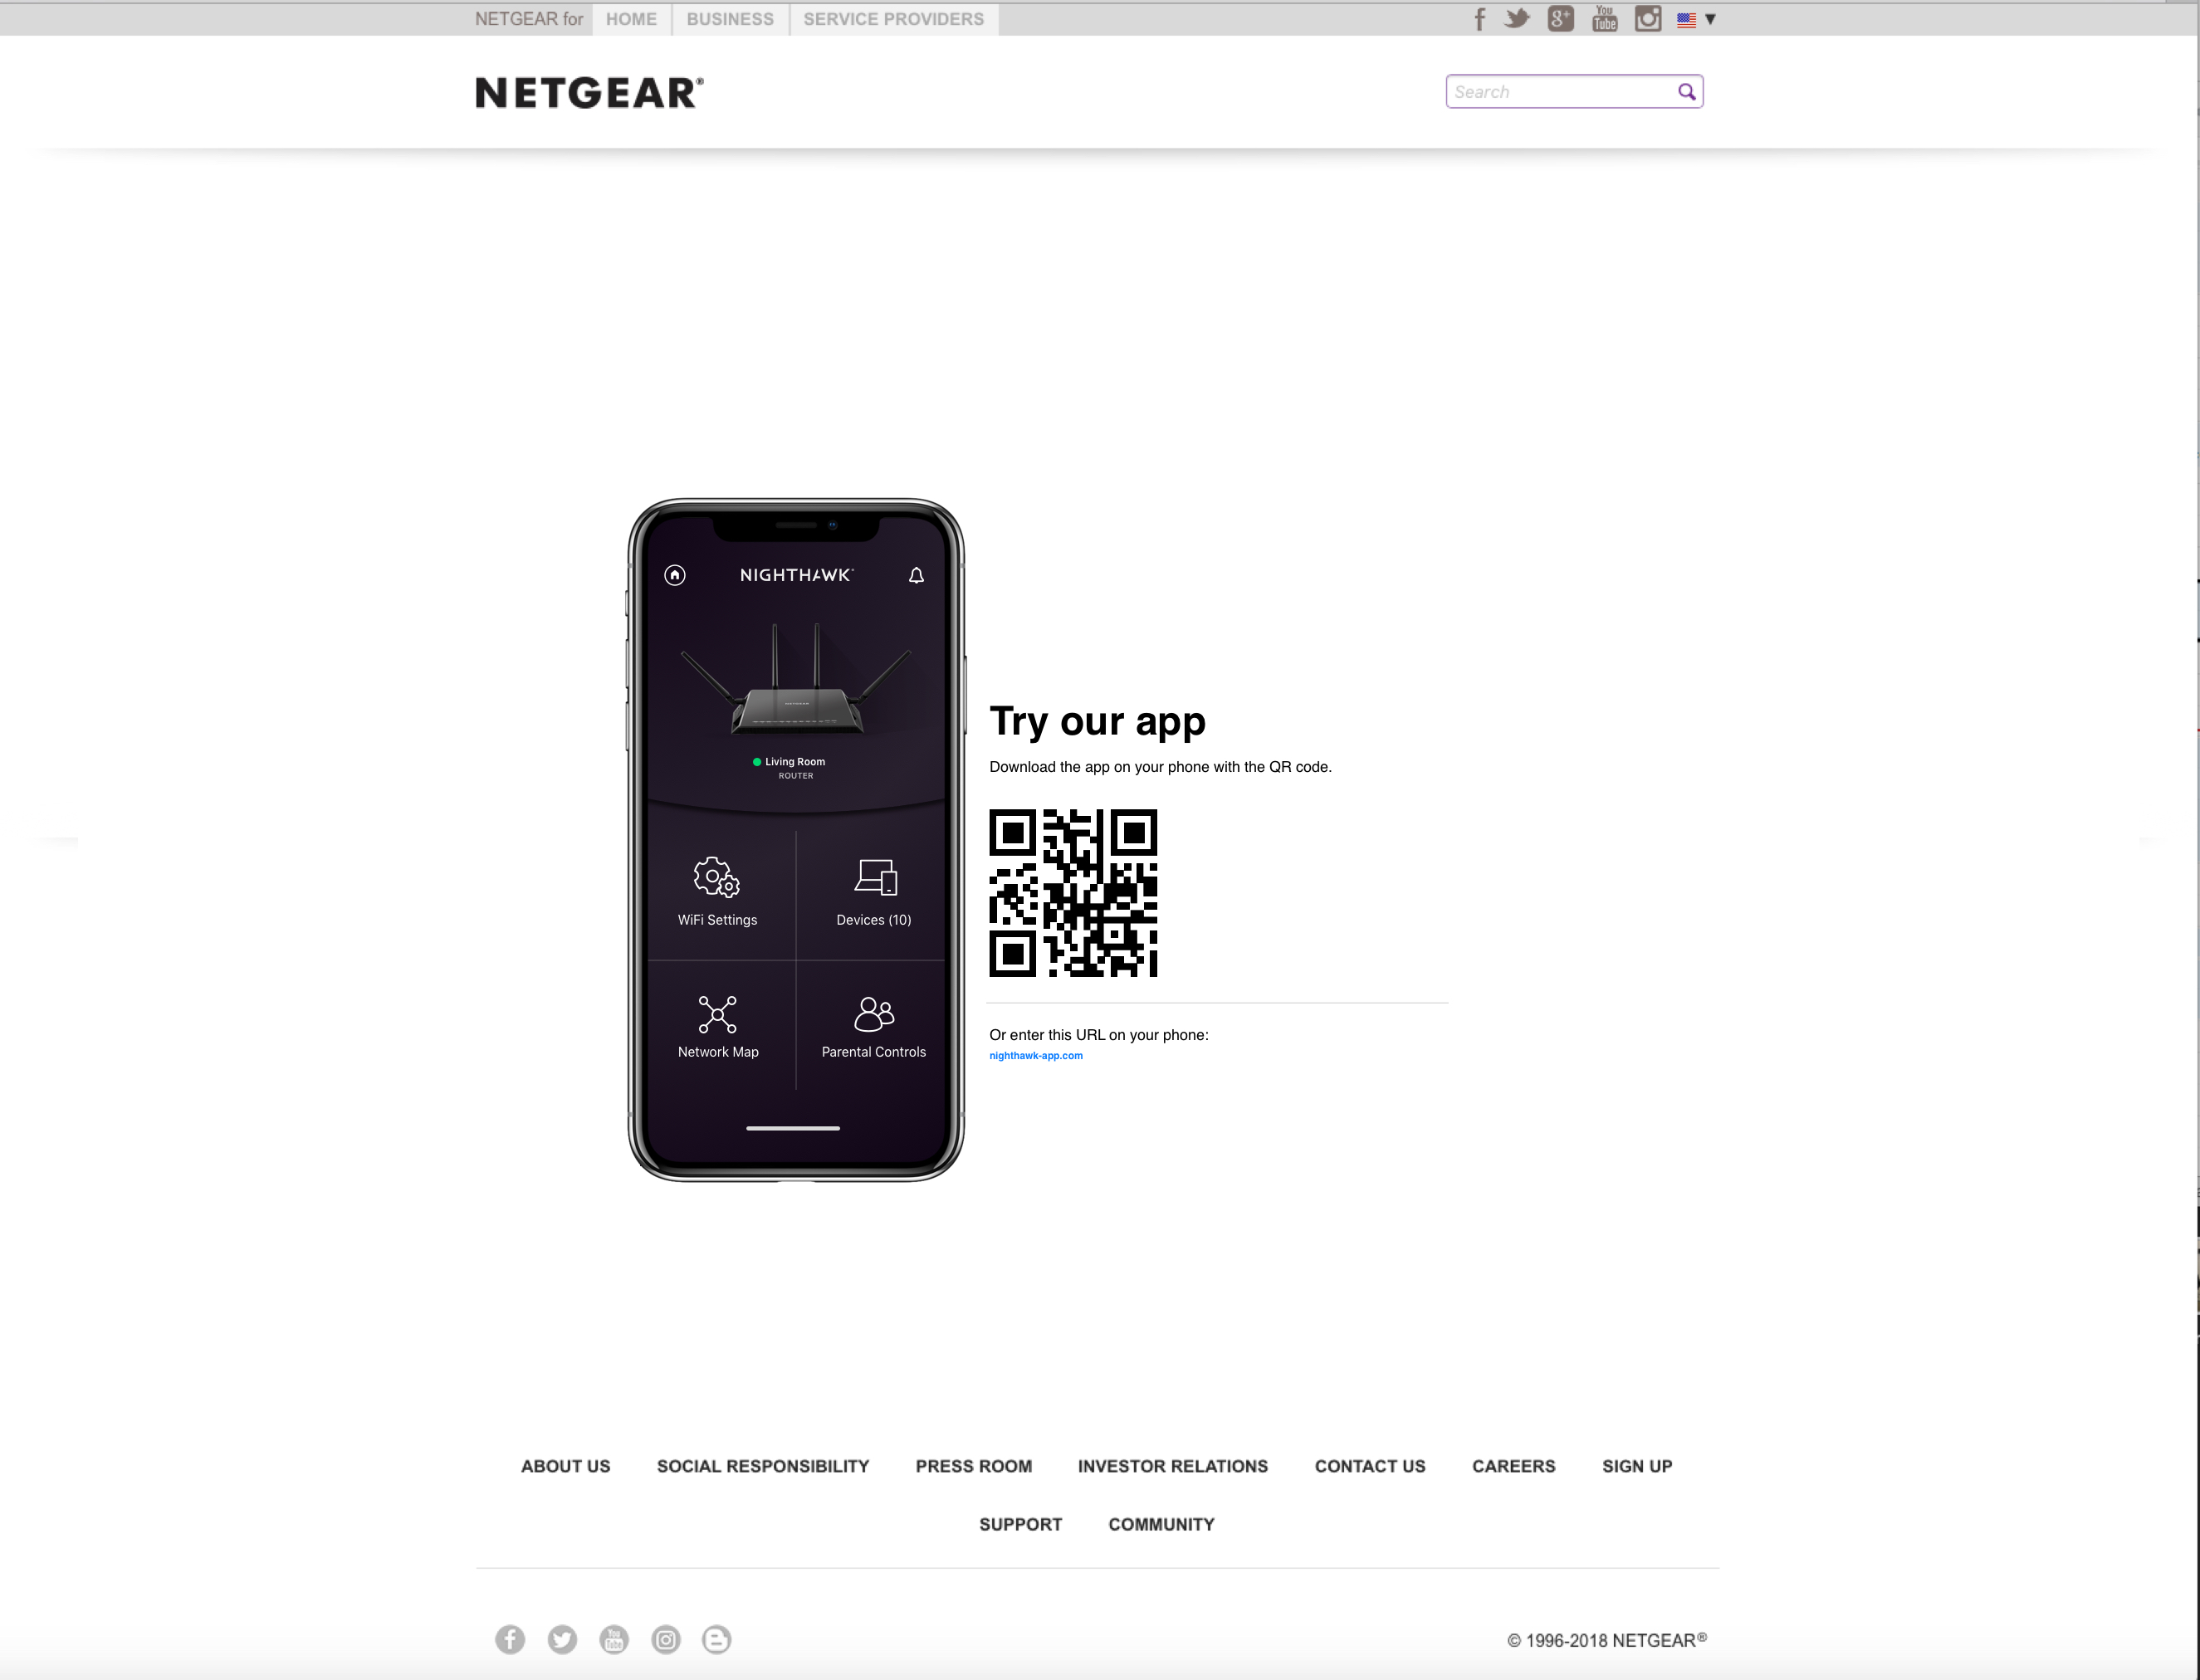 NETGEAR for HOME BUSINESS SERVICE PROVIDERS
NETGEAR®
Search
NIGHTHAWK
NETGEAR
Living Room
ROUTER
WiFi Settings
Devices (10)
Network Map
Parental Controls
Try our app
Download the app on your phone with the QR code.
Or enter this URL on your phone:
nighthawk-app.com
ABOUT US SOCIAL RESPONSIBILITY PRESS ROOM INVESTOR RELATIONS CONTACT US CAREERS SIGN UP
SUPPORT COMMUNITY
© 1996-2018 NETGEAR®